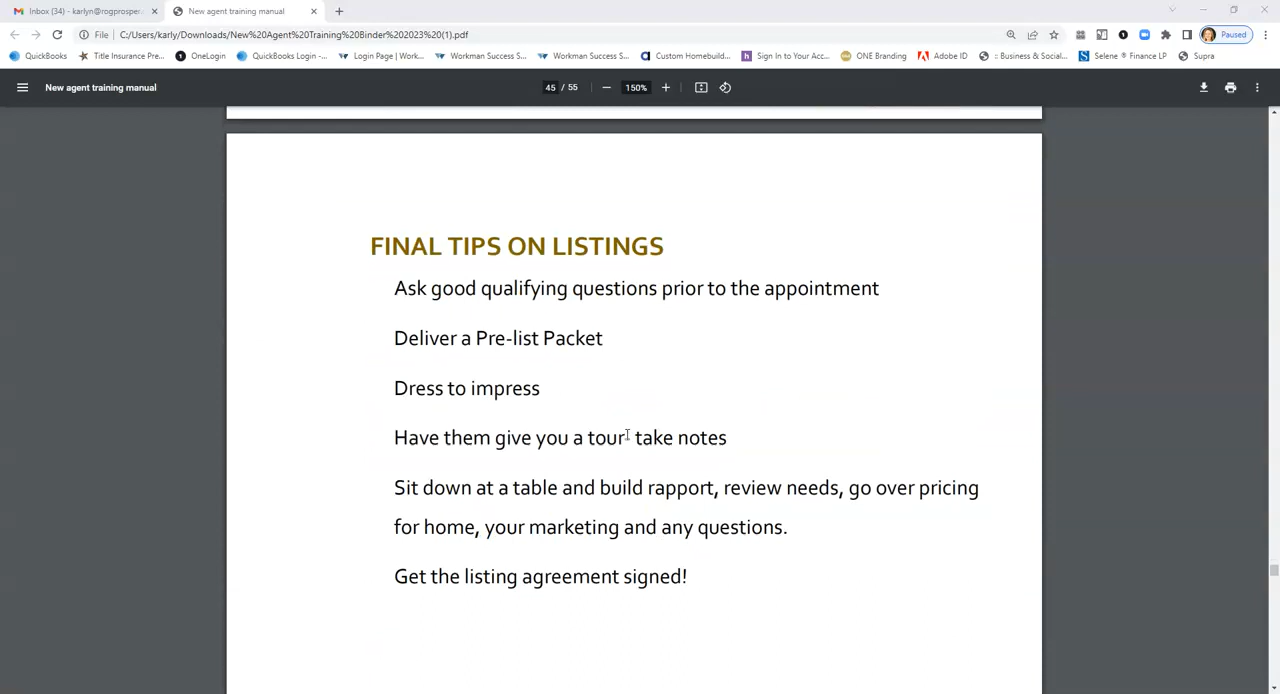 Inbox (34) - karlyn@rogprosper
New agent training manual
File
C:/Users/karly/Downloads/New%20Agent%20Training%20Binder%202023%20(1).pdf
Paused
QuickBooks
Title Insurance Pre...
OneLogin
QuickBooks Login -...
Login Page | Work...
Workman Success S...
Workman Success S...
Custom Homebuild...
Sign In to Your Acc...
ONE Branding
Adobe ID
:: Business & Social...
Selene ® Finance LP
Supra
New agent training manual
45 / 55
150%
FINAL TIPS ON LISTINGS
Ask good qualifying questions prior to the appointment
Deliver a Pre-list Packet
Dress to impress
Have them give you a tour take notes
Sit down at a table and build rapport, review needs, go over pricing
for home, your marketing and any questions.
Get the listing agreement signed!